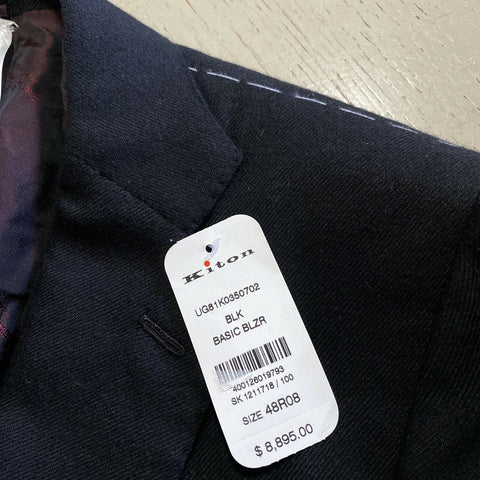 Kiton
UG81K0350702
BLK
BASIC BLZR
400126019793
SK 1211718 / 100
SIZE 48R08
$ 8,895.00